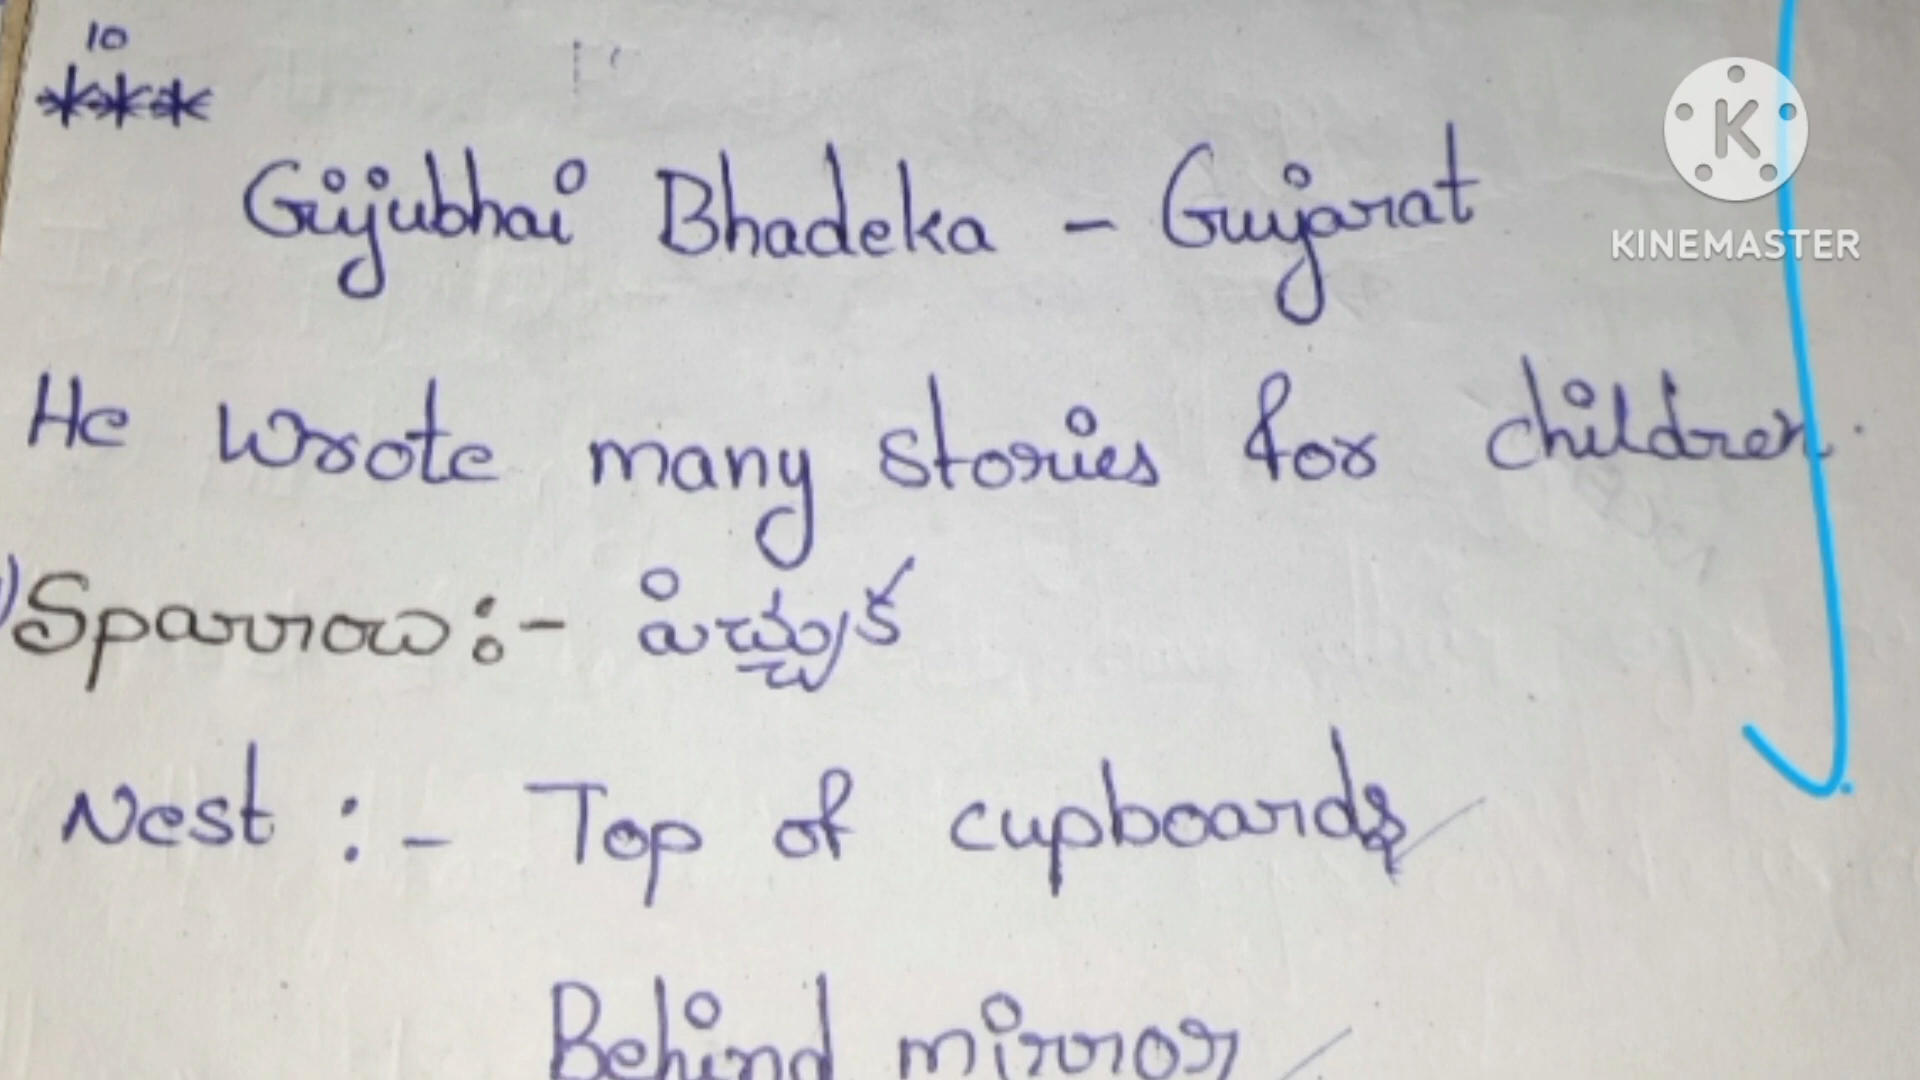 10
***
Gijubhai Bhadeka - Gujarat
KINEMASTER
He wrote many stories for children.
Sparrow:- పిచ్చుక
Nest :- Top of cupboards
Behind mirror